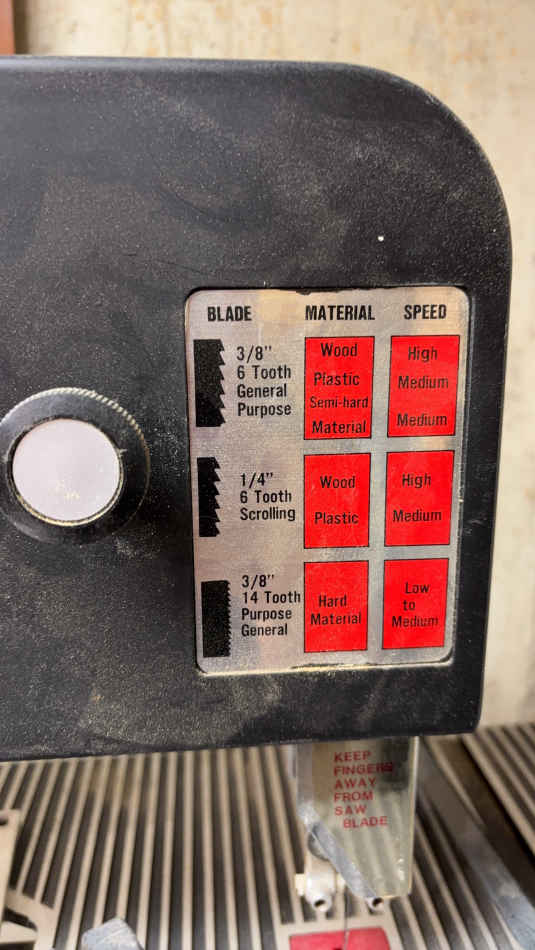 BLADE MATERIAL SPEED
3/8"
6 Tooth
General
Purpose
Wood
Plastic
Semi-hard
Material
High
Medium
Medium
1/4"
6 Tooth
Scrolling
Wood
Plastic
High
Medium
3/8"
14 Tooth
Purpose
General
Hard
Material
Low
to
Medium
KEEP
FINGERS
AWAY
FROM
SAW
BLADE